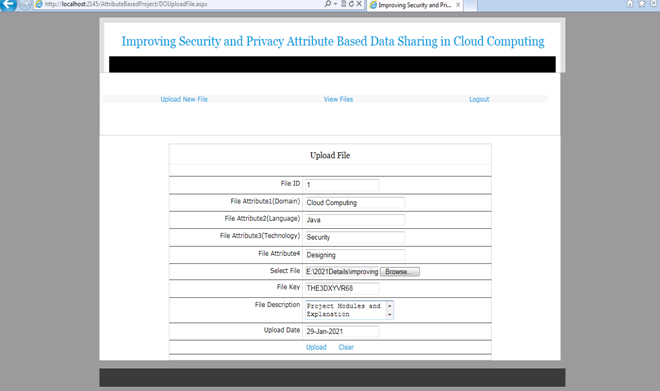 http://localhost:2145/AttributeBasedProject/DOUploadFile.aspx
Improving Security and Pri...
Improving Security and Privacy Attribute Based Data Sharing in Cloud Computing
Upload New File View Files Logout
Upload File
File ID 1
File Attribute1(Domain) Cloud Computing
File Attribute2(Language) Java
File Attribute3(Technology) Security
File Attribute4 Designing
Select File E:\2021Details\improving Browse...
File Key THE3DXYVR68
File Description Project Modules and
Explanation
Upload Date 29-Jan-2021
Upload Clear